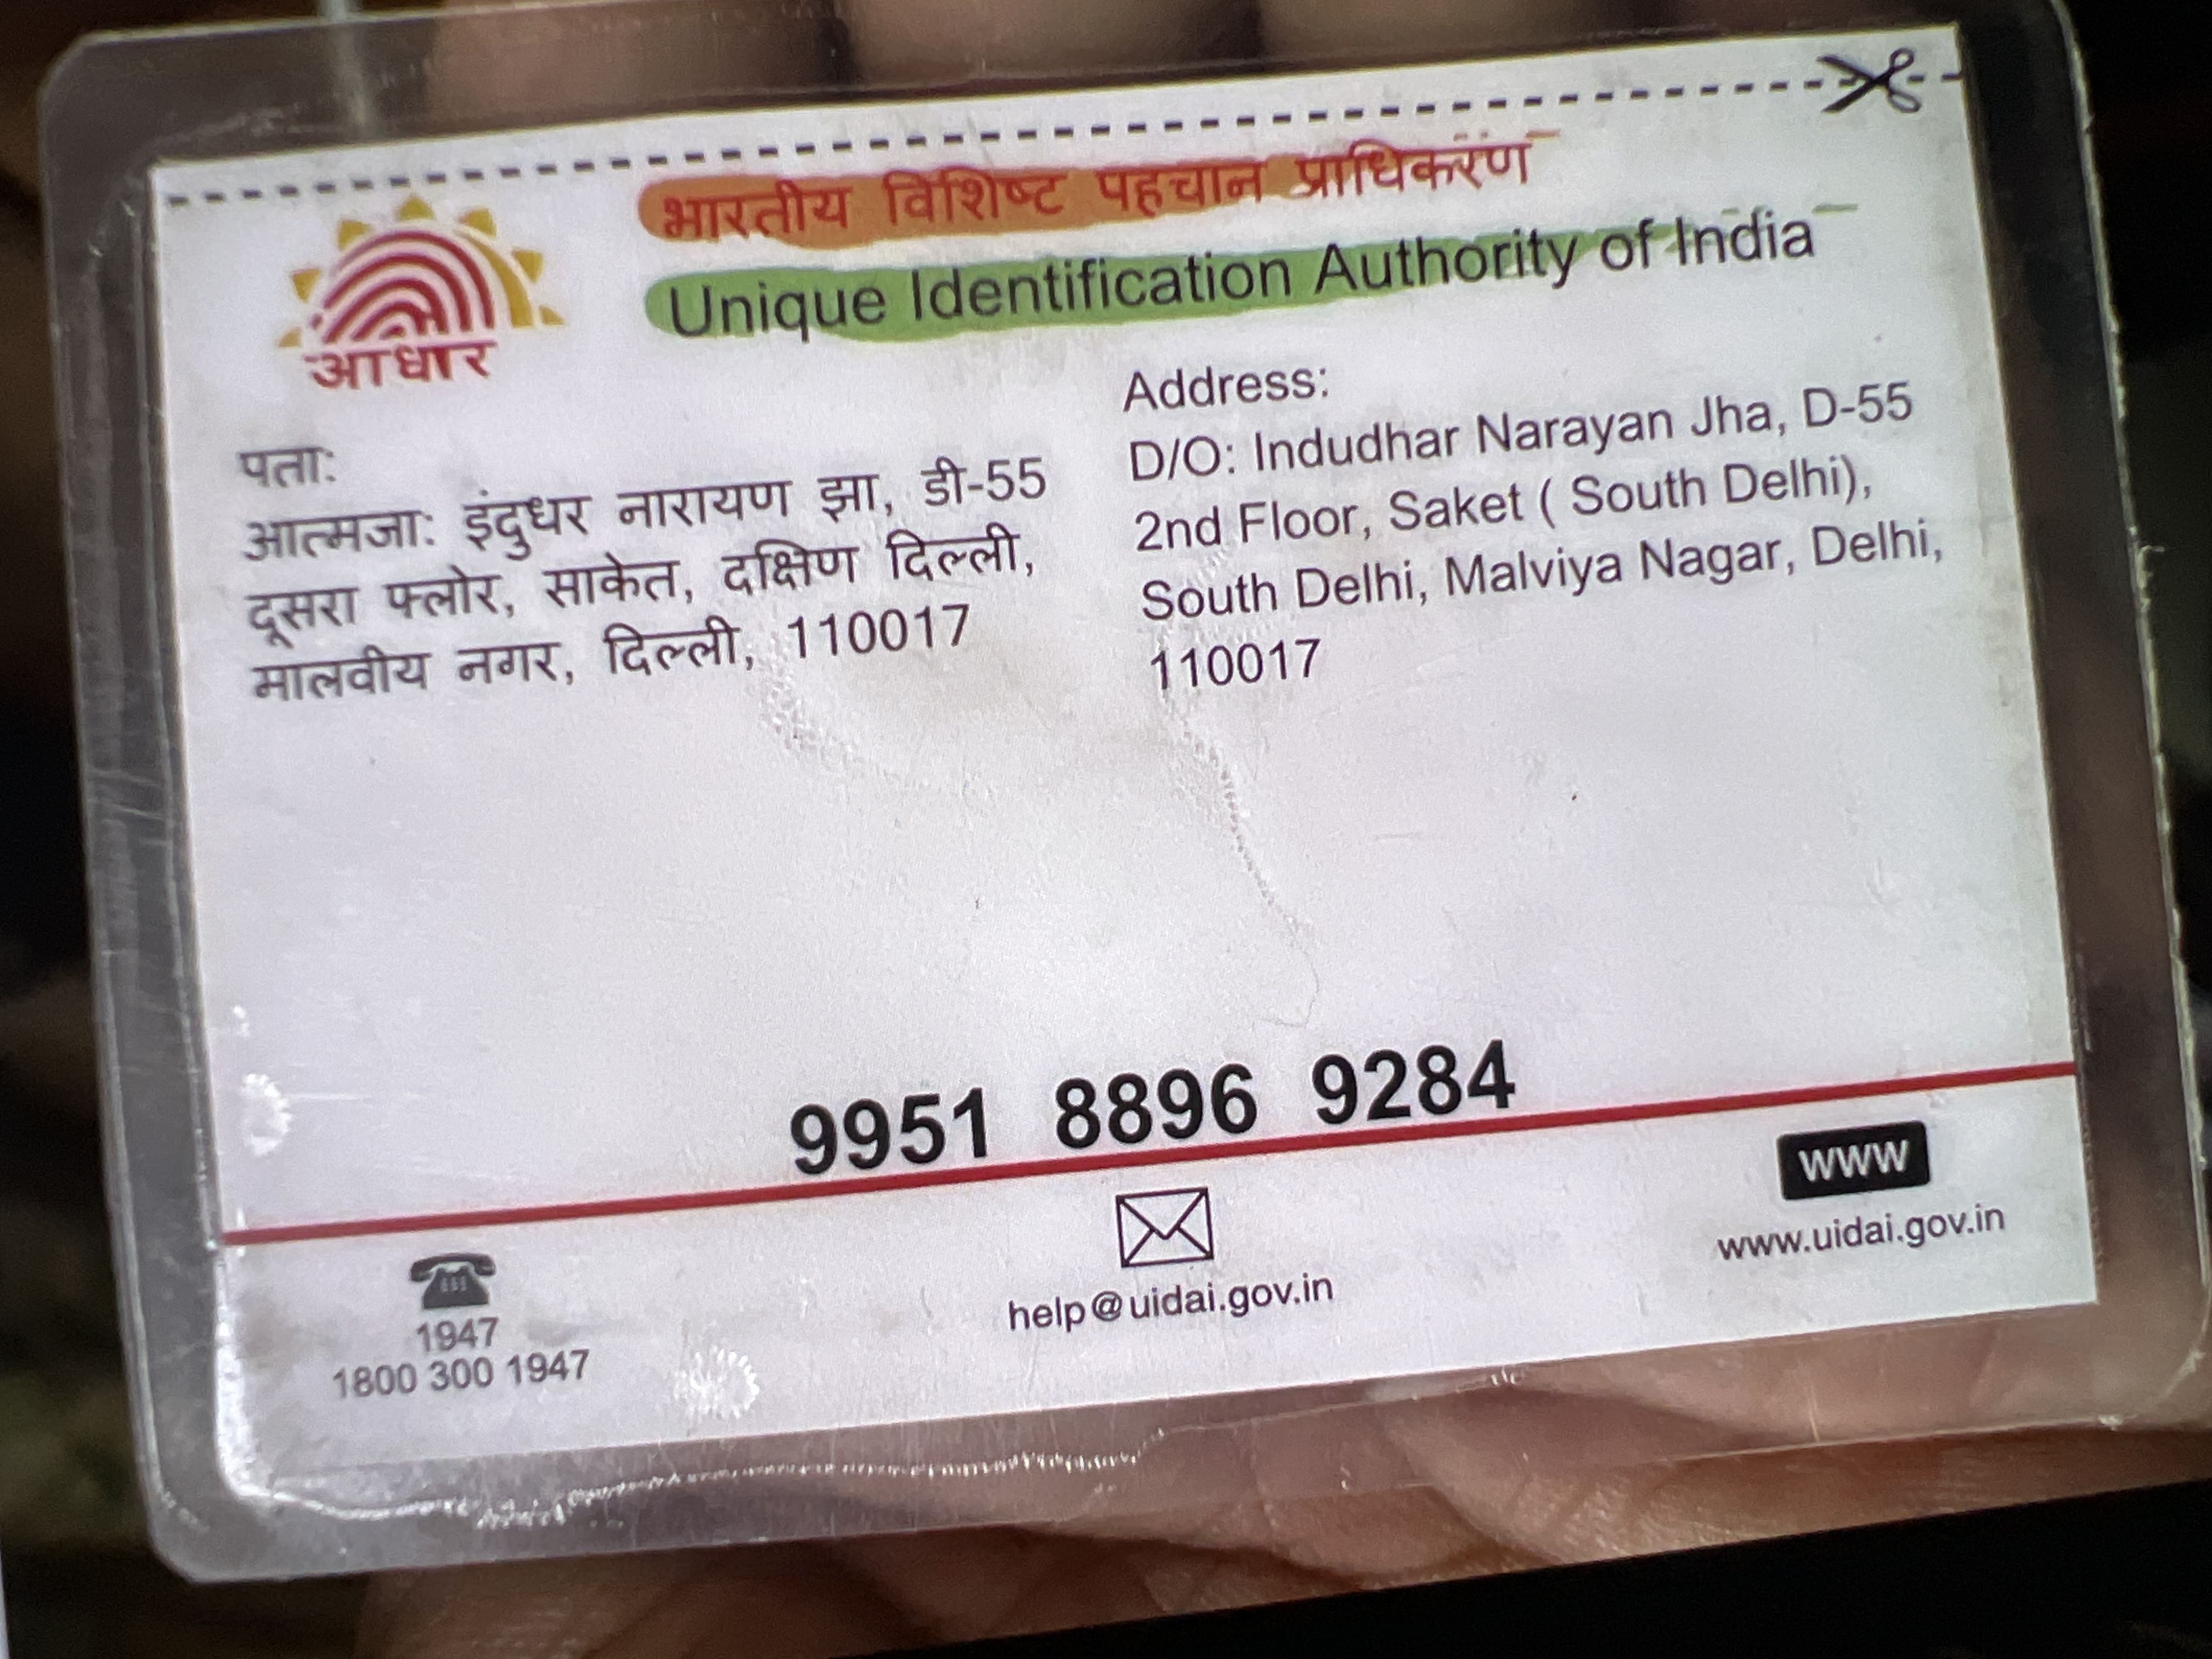 भारतीय विशिष्ट पहचान प्राधिकरण
Unique Identification Authority of India
आधार
पता:
आत्मजा: इंदुधर नारायण झा, डी-55
दूसरा फ्लोर, साकेत, दक्षिण दिल्ली,
मालवीय नगर, दिल्ली, 110017
Address:
D/O: Indudhar Narayan Jha, D-55
2nd Floor, Saket ( South Delhi),
South Delhi, Malviya Nagar, Delhi,
110017
9951 8896 9284
1947
1800 300 1947
help@uidai.gov.in
WWW
www.uidai.gov.in